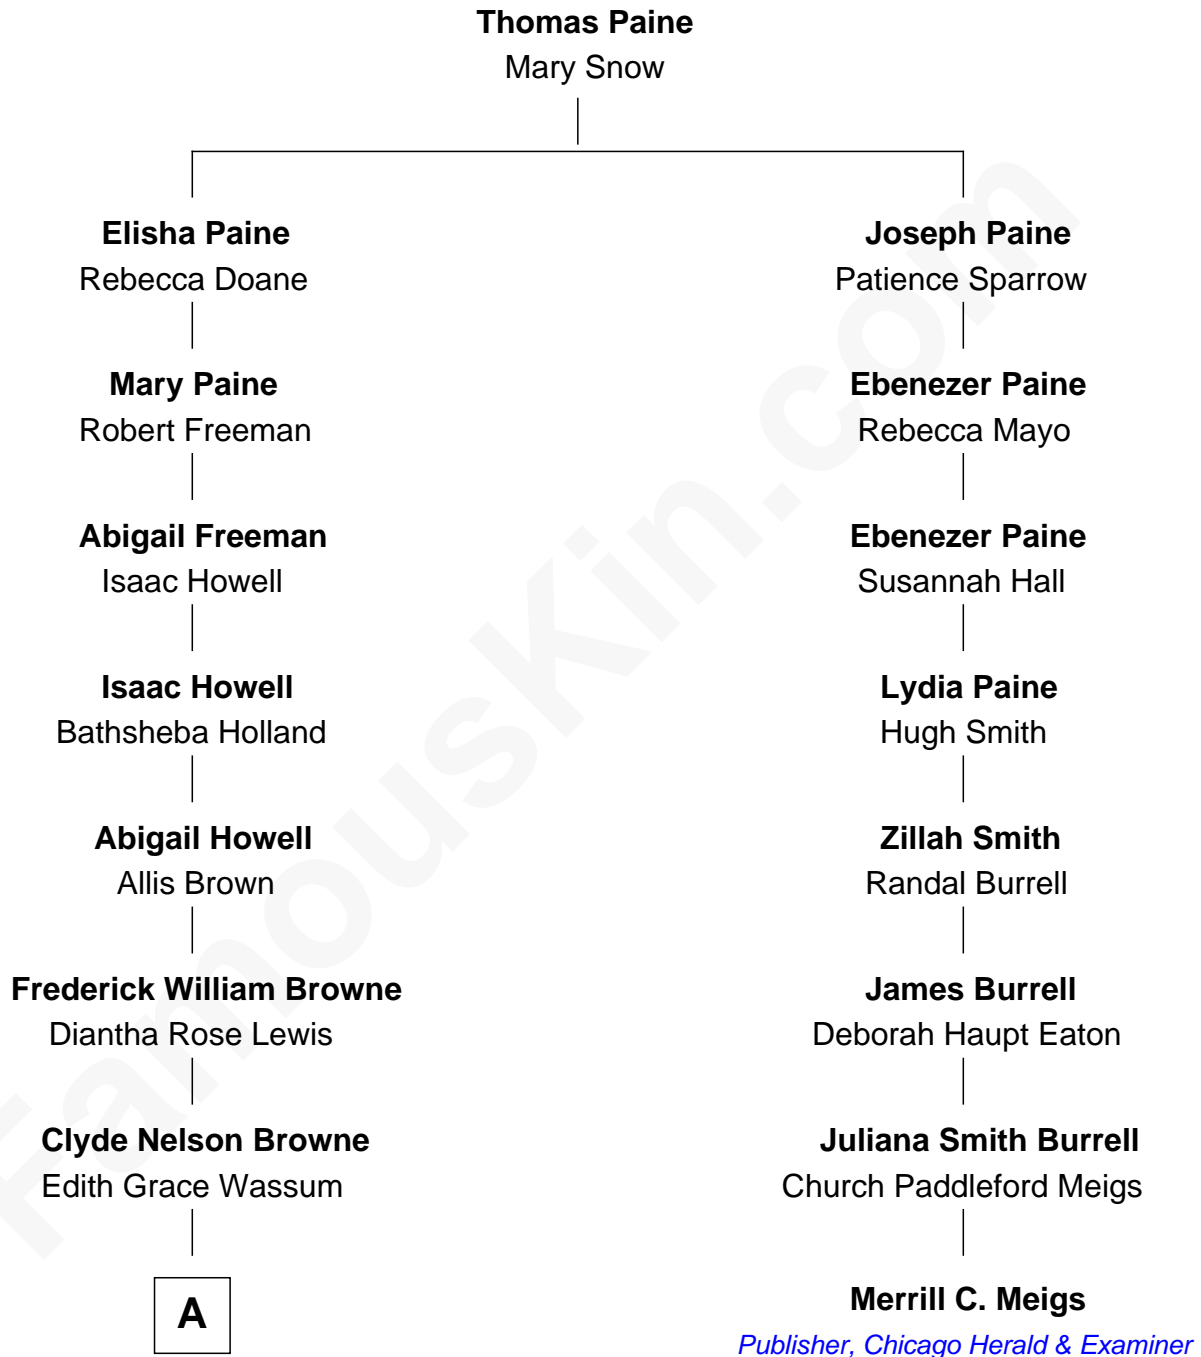 Thomas Paine
Mary Snow
Elisha Paine
Rebecca Doane
Joseph Paine
Patience Sparrow
Mary Paine
Robert Freeman
Ebenezer Paine
Rebecca Mayo
Abigail Freeman
Isaac Howell
Ebenezer Paine
Susannah Hall
Isaac Howell
Bathsheba Holland
Lydia Paine
Hugh Smith
Abigail Howell
Allis Brown
Zillah Smith
Randal Burrell
Frederick William Browne
Diantha Rose Lewis
James Burrell
Deborah Haupt Eaton
Clyde Nelson Browne
Edith Grace Wassum
Juliana Smith Burrell
Church Paddleford Meigs
A
Merrill C. Meigs
Publisher, Chicago Herald & Examiner
FamousKin.com